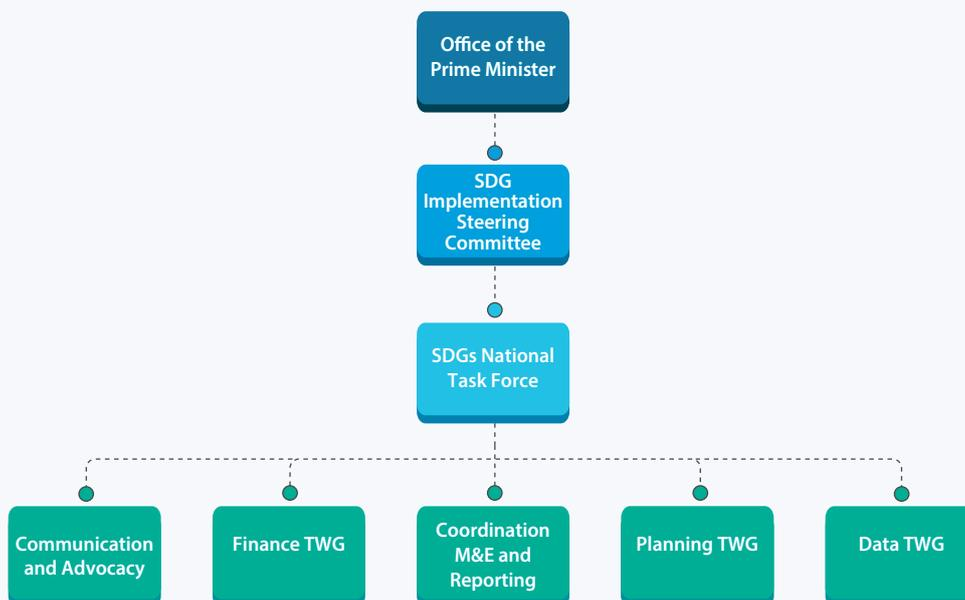 Office of the
Prime Minister
SDG
Implementation
Steering
Committee
SDGs National
Task Force
Communication
and Advocacy
Finance TWG
Coordination
M&E and
Reporting
Planning TWG
Data TWG